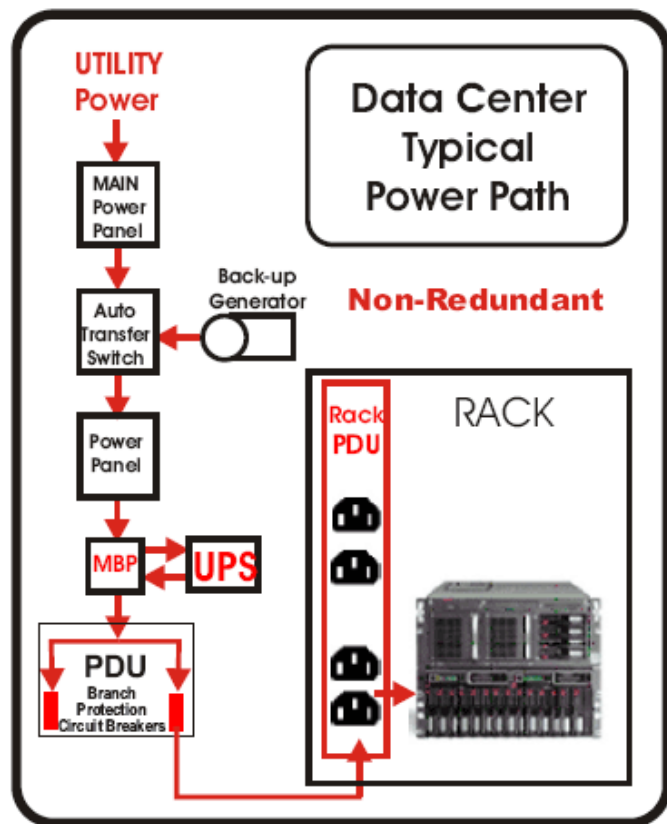 UTILITY
Power
Data Center
Typical
Power Path
MAIN
Power
Panel
Back-up
Generator
Non-Redundant
Auto
Transfer
Switch
RACK
Rack
PDU
Power
Panel
MBP
UPS
PDU
Branch
Protection
Circuit Breakers